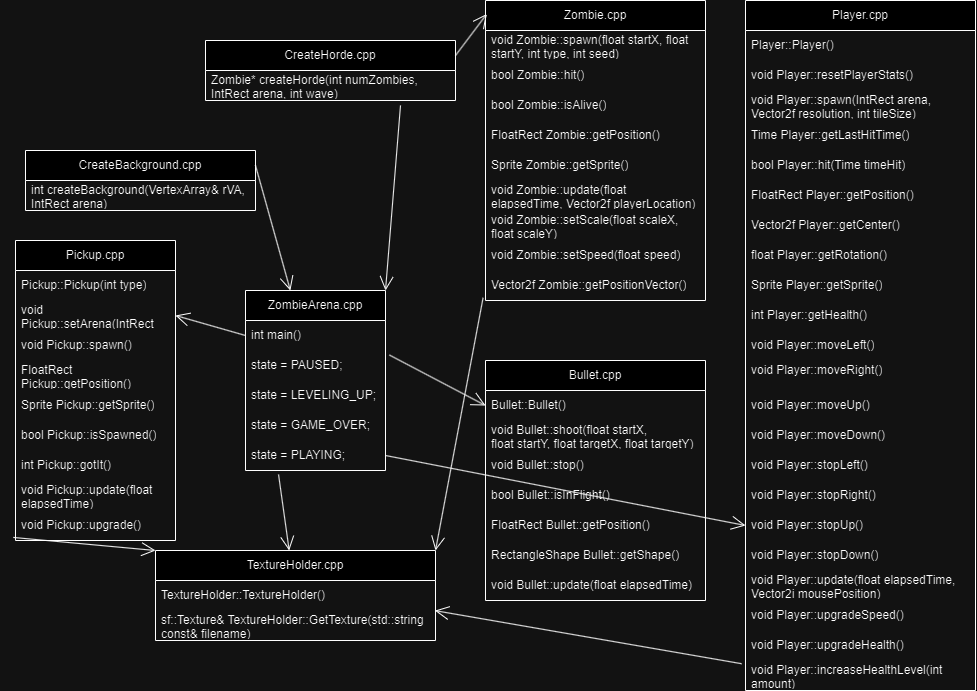 Zombie.cpp
void Zombie::spawn(float startX, float
startY, int type, int seed)
bool Zombie::hit()
bool Zombie::isAlive()
FloatRect Zombie::getPosition()
Sprite Zombie::getSprite()
void Zombie::update(float
elapsedTime, Vector2f playerLocation)
void Zombie::setScale(float scaleX,
float scaleY)
void Zombie::setSpeed(float speed)
Vector2f Zombie::getPositionVector()
Player.cpp
Player::Player()
void Player::resetPlayerStats()
void Player::spawn(IntRect arena,
Vector2f resolution, int tileSize)
Time Player::getLastHitTime()
bool Player::hit(Time timeHit)
FloatRect Player::getPosition()
Vector2f Player::getCenter()
float Player::getRotation()
Sprite Player::getSprite()
int Player::getHealth()
void Player::moveLeft()
void Player::moveRight()
void Player::moveUp()
void Player::moveDown()
void Player::stopLeft()
void Player::stopRight()
void Player::stopUp()
void Player::stopDown()
void Player::update(float elapsedTime,
Vector2i mousePosition)
void Player::upgradeSpeed()
void Player::upgradeHealth()
void Player::increaseHealthLevel(int
amount)
CreateHorde.cpp
Zombie* createHorde(int numZombies,
IntRect arena, int wave)
CreateBackground.cpp
int createBackground(VertexArray& rVA,
IntRect arena)
Pickup.cpp
Pickup::Pickup(int type)
void
Pickup::setArena(IntRect
void Pickup::spawn()
FloatRect
Pickup::getPosition()
Sprite Pickup::getSprite()
bool Pickup::isSpawned()
int Pickup::gotIt()
void Pickup::update(float
elapsedTime)
void Pickup::upgrade()
ZombieArena.cpp
int main()
state = PAUSED;
state = LEVELING_UP;
state = GAME_OVER;
state = PLAYING;
Bullet.cpp
Bullet::Bullet()
void Bullet::shoot(float startX,
float startY, float targetX, float targetY)
void Bullet::stop()
bool Bullet::isInFlight()
FloatRect Bullet::getPosition()
RectangleShape Bullet::getShape()
void Bullet::update(float elapsedTime)
TextureHolder.cpp
TextureHolder::TextureHolder()
sf::Texture& TextureHolder::GetTexture(std::string
const& filename)